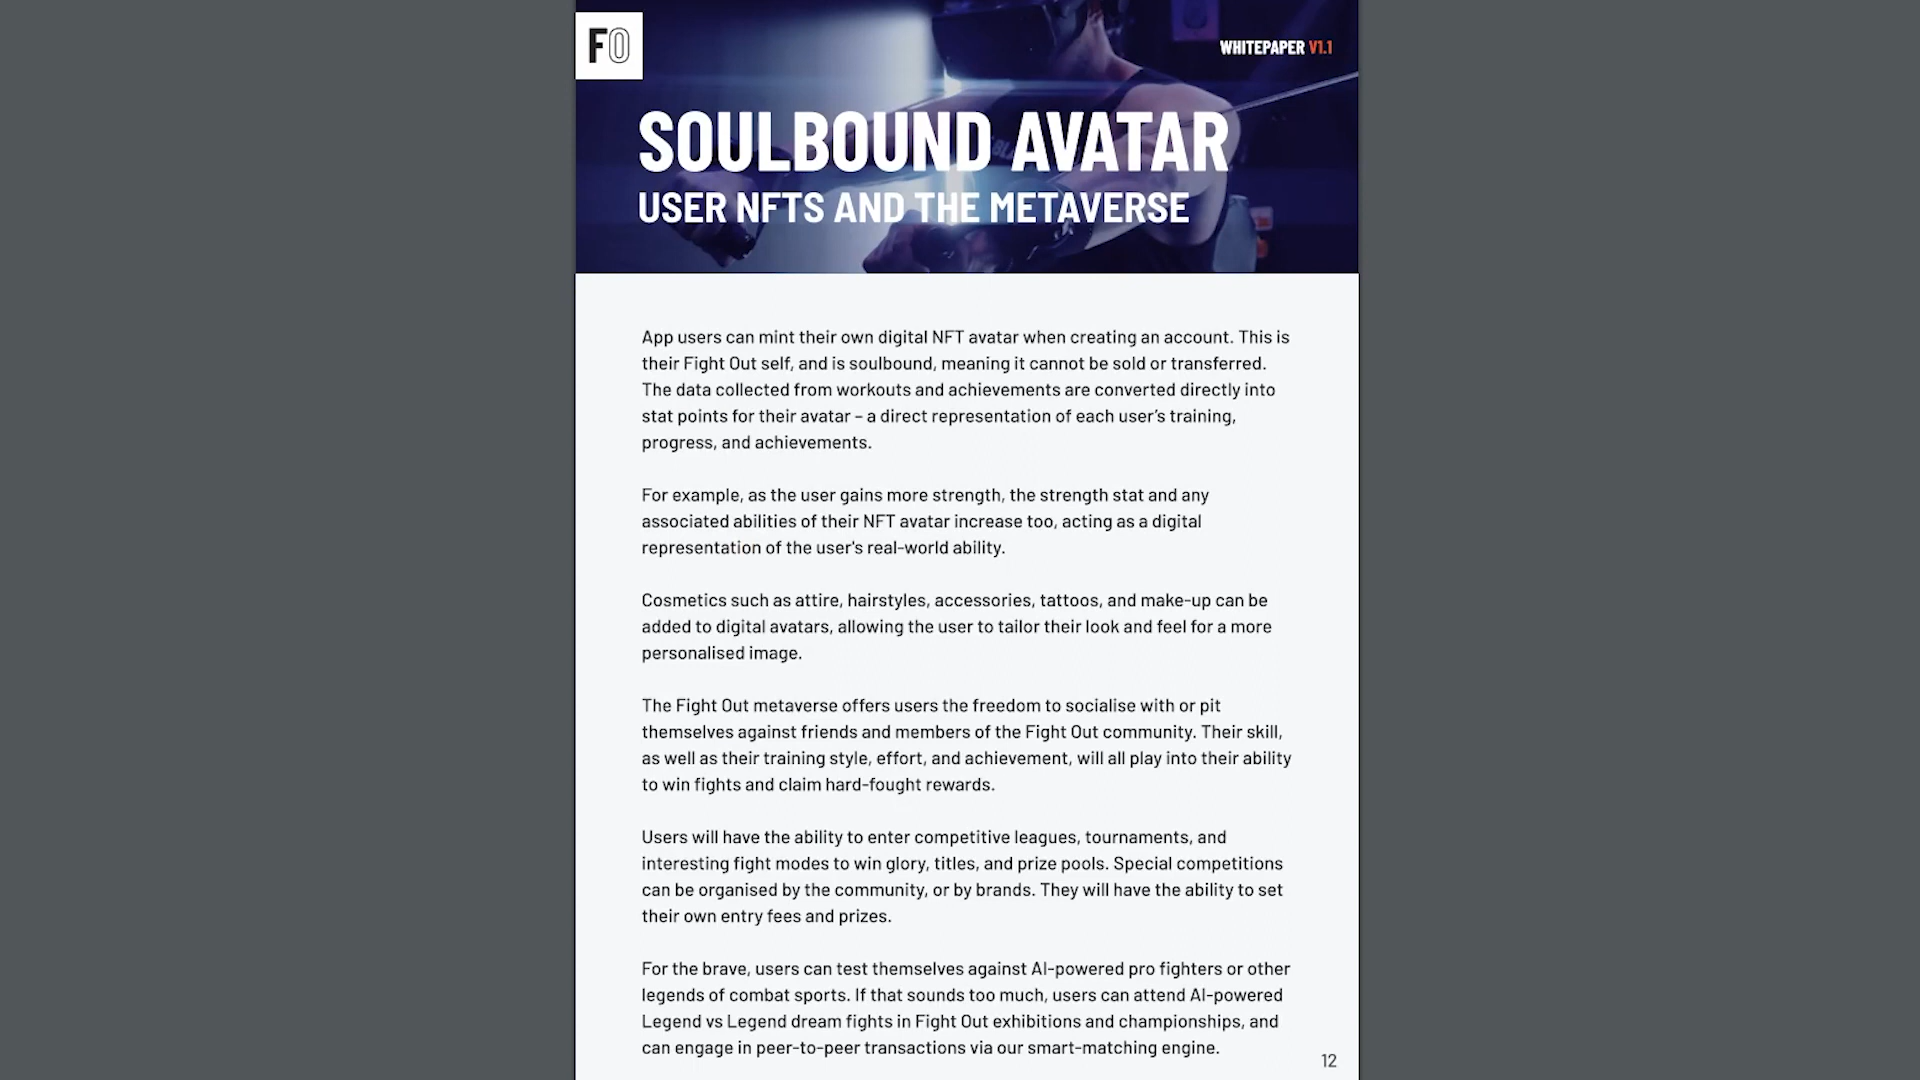 FO
WHITEPAPER V1.1
SOULBOUND AVATAR
USER NFTS AND THE METAVERSE
App users can mint their own digital NFT avatar when creating an account. This is
their Fight Out self, and is soulbound, meaning it cannot be sold or transferred.
The data collected from workouts and achievements are converted directly into
stat points for their avatar – a direct representation of each user’s training,
progress, and achievements.
For example, as the user gains more strength, the strength stat and any
associated abilities of their NFT avatar increase too, acting as a digital
representation of the user's real-world ability.
Cosmetics such as attire, hairstyles, accessories, tattoos, and make-up can be
added to digital avatars, allowing the user to tailor their look and feel for a more
personalised image.
The Fight Out metaverse offers users the freedom to socialise with or pit
themselves against friends and members of the Fight Out community. Their skill,
as well as their training style, effort, and achievement, will all play into their ability
to win fights and claim hard-fought rewards.
Users will have the ability to enter competitive leagues, tournaments, and
interesting fight modes to win glory, titles, and prize pools. Special competitions
can be organised by the community, or by brands. They will have the ability to set
their own entry fees and prizes.
For the brave, users can test themselves against AI-powered pro fighters or other
legends of combat sports. If that sounds too much, users can attend AI-powered
Legend vs Legend dream fights in Fight Out exhibitions and championships, and
can engage in peer-to-peer transactions via our smart-matching engine.
12